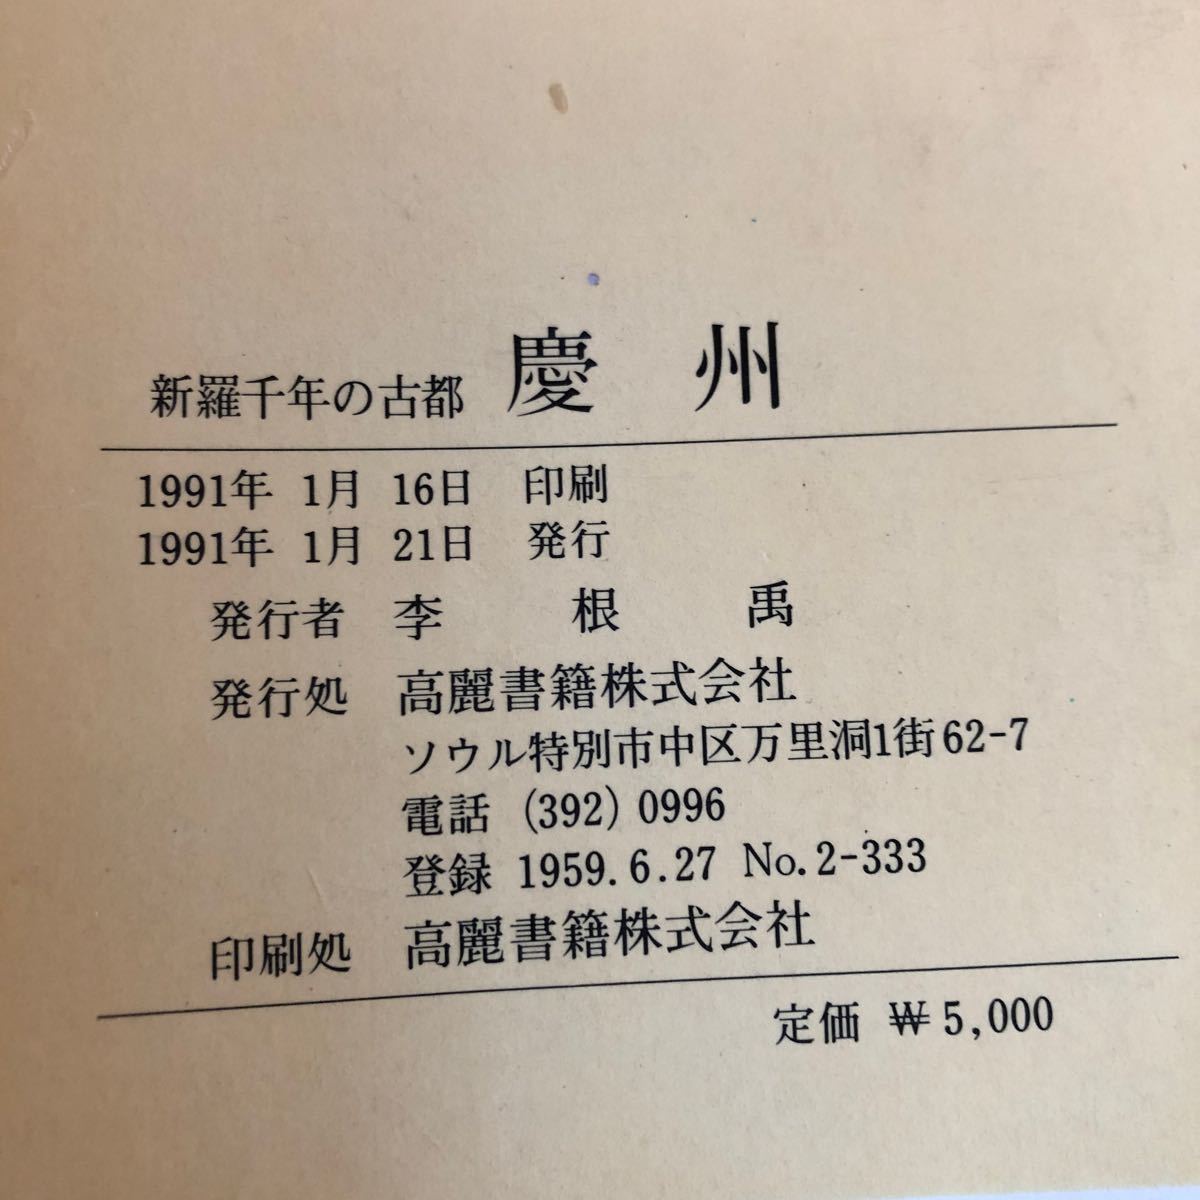 新羅千年の古都 慶州
1991年 1月 16日 印刷
1991年 1月 21日 発行
発行者 李根禹
発行処 高麗書籍株式会社
ソウル特別市中区万里洞1街62-7
電話 (392) 0996
登録 1959.6.27 No.2-333
印刷処 高麗書籍株式会社
定価 ₩5,000